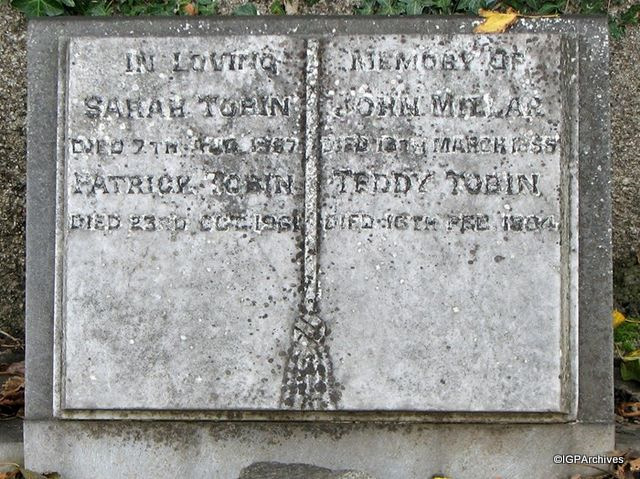 IN LOVING MEMORY OF
SARAH TOBIN
DIED 7TH AUG. 1967
PATRICK TOBIN
DIED 23RD OCT. 1961
JOHN MILLAR
DIED 18TH MARCH 1955
TEDDY TOBIN
DIED 16TH FEB. 1904
©IGPArchives